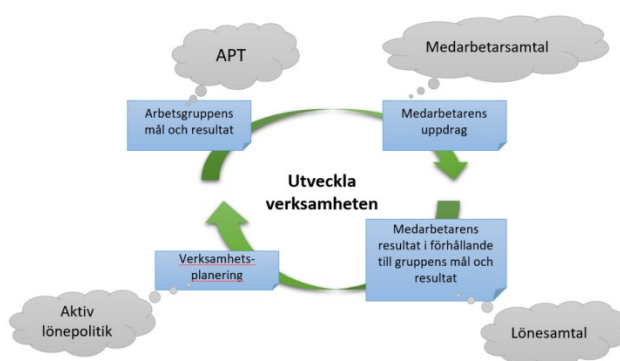 APT
Medarbetarsamtal
Arbetsgruppens
mål och resultat
Medarbetarens
uppdrag
Utveckla
verksamheten
Medarbetarens
resultat i förhållande
till gruppens mål och
resultat
Verksamhets-
planering
Aktiv
lönepolitik
Lönesamtal